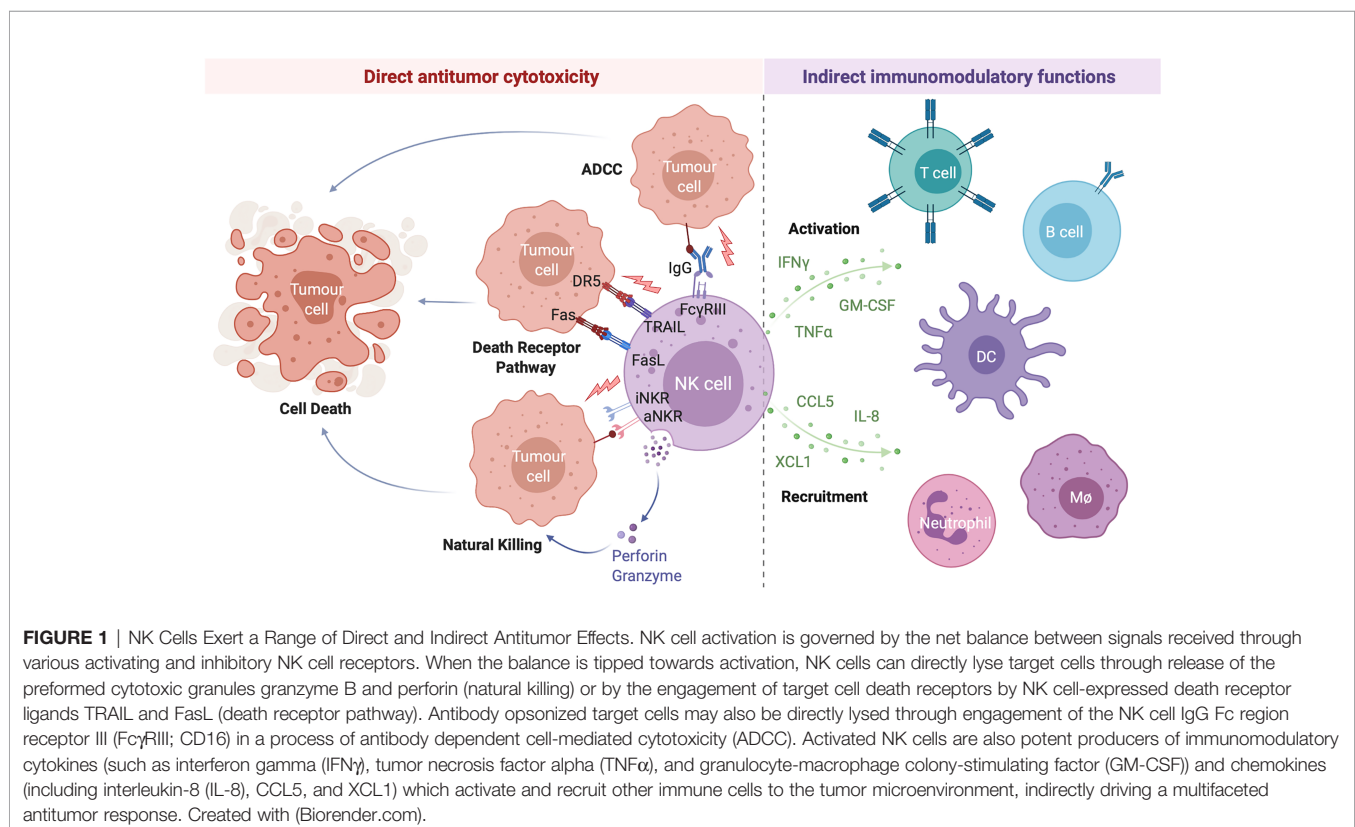 Direct antitumor cytotoxicity
Indirect immunomodulatory functions
ADCC
Tumour
cell
T cell
B cell
Activation
IgG
IFNγ
GM-CSF
TNFα
FcγRIII
Tumour
cell
DR5
TRAIL
Fas
Death Receptor
Pathway
FasL
NK cell
DC
Tumour
cell
Cell Death
iNKR
aNKR
CCL5
IL-8
XCL1
Recruitment
Tumour
cell
Natural Killing
Perforin
Granzyme
Neutrophil
Mø
FIGURE 1 | NK Cells Exert a Range of Direct and Indirect Antitumor Effects. NK cell activation is governed by the net balance between signals received through
various activating and inhibitory NK cell receptors. When the balance is tipped towards activation, NK cells can directly lyse target cells through release of the
preformed cytotoxic granules granzyme B and perforin (natural killing) or by the engagement of target cell death receptors by NK cell-expressed death receptor
ligands TRAIL and FasL (death receptor pathway). Antibody opsonized target cells may also be directly lysed through engagement of the NK cell IgG Fc region
receptor III (FcγRIII; CD16) in a process of antibody dependent cell-mediated cytotoxicity (ADCC). Activated NK cells are also potent producers of immunomodulatory
cytokines (such as interferon gamma (IFNγ), tumor necrosis factor alpha (TNFα), and granulocyte-macrophage colony-stimulating factor (GM-CSF)) and chemokines
(including interleukin-8 (IL-8), CCL5, and XCL1) which activate and recruit other immune cells to the tumor microenvironment, indirectly driving a multifaceted
antitumor response. Created with (Biorender.com).